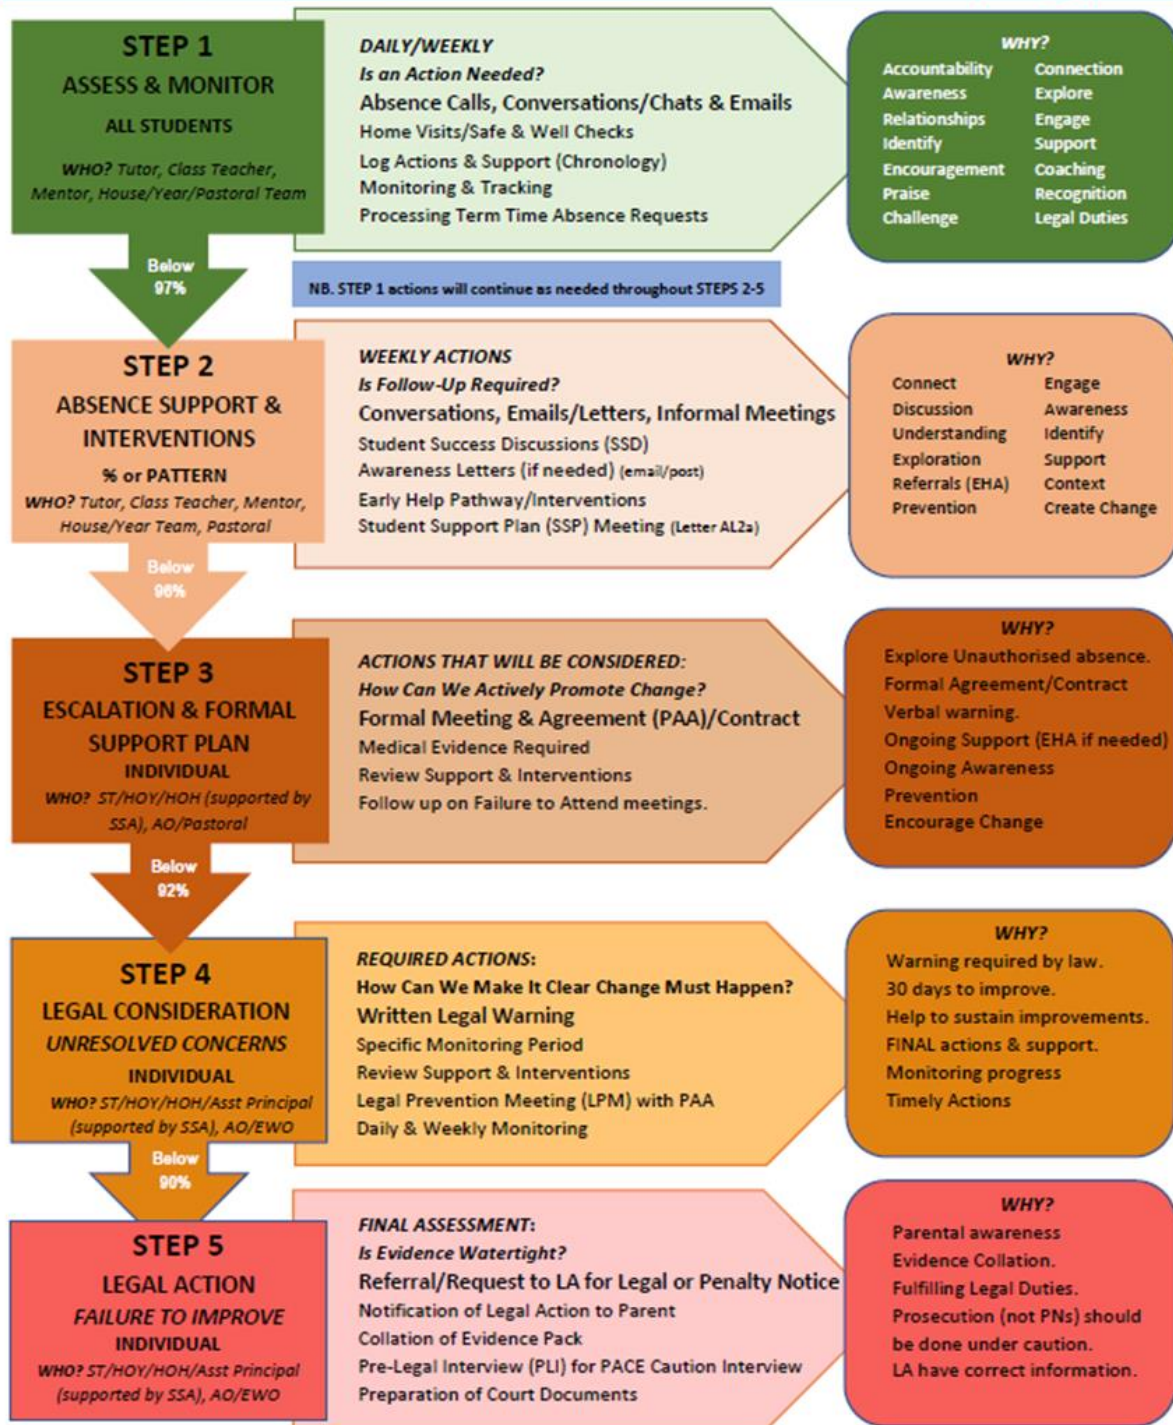 STEP 1
ASSESS & MONITOR
ALL STUDENTS
WHO? Tutor, Class Teacher,
Mentor, House/Year/Pastoral Team
DAILY/WEEKLY
Is an Action Needed?
Absence Calls, Conversations/Chats & Emails
Home Visits/Safe & Well Checks
Log Actions & Support (Chronology)
Monitoring & Tracking
Processing Term Time Absence Requests
WHY?
Accountability Connection
Awareness Explore
Relationships Engage
Identify Support
Encouragement Coaching
Praise Recognition
Challenge Legal Duties
Below
97%
NB. STEP 1 actions will continue as needed throughout STEPS 2-5
STEP 2
ABSENCE SUPPORT &
INTERVENTIONS
% or PATTERN
WHO? Tutor, Class Teacher, Mentor,
House/Year Team, Pastoral
WEEKLY ACTIONS
Is Follow-Up Required?
Conversations, Emails/Letters, Informal Meetings
Student Success Discussions (SSD)
Awareness Letters (if needed) (email/post)
Early Help Pathway/Interventions
Student Support Plan (SSP) Meeting (Letter AL2a)
WHY?
Connect Engage
Discussion Awareness
Understanding Identify
Exploration Support
Referrals (EHA) Context
Prevention Create Change
Below
96%
STEP 3
ESCALATION & FORMAL
SUPPORT PLAN
INDIVIDUAL
WHO? ST/HOY/HOH (supported by
SSA), AO/Pastoral
ACTIONS THAT WILL BE CONSIDERED:
How Can We Actively Promote Change?
Formal Meeting & Agreement (PAA)/Contract
Medical Evidence Required
Review Support & Interventions
Follow up on Failure to Attend meetings.
WHY?
Explore Unauthorised absence.
Formal Agreement/Contract
Verbal warning.
Ongoing Support (EHA if needed)
Ongoing Awareness
Prevention
Encourage Change
Below
92%
STEP 4
LEGAL CONSIDERATION
UNRESOLVED CONCERNS
INDIVIDUAL
WHO? ST/HOY/HOH/Asst Principal
(supported by SSA), AO/EWO
REQUIRED ACTIONS:
How Can We Make It Clear Change Must Happen?
Written Legal Warning
Specific Monitoring Period
Review Support & Interventions
Legal Prevention Meeting (LPM) with PAA
Daily & Weekly Monitoring
WHY?
Warning required by law.
30 days to improve.
Help to sustain improvements.
FINAL actions & support.
Monitoring progress
Timely Actions
Below
90%
STEP 5
LEGAL ACTION
FAILURE TO IMPROVE
INDIVIDUAL
WHO? ST/HOY/HOH/Asst Principal
(supported by SSA), AO/EWO
FINAL ASSESSMENT:
Is Evidence Watertight?
Referral/Request to LA for Legal or Penalty Notice
Notification of Legal Action to Parent
Collation of Evidence Pack
Pre-Legal Interview (PLI) for PACE Caution Interview
Preparation of Court Documents
WHY?
Parental awareness
Evidence Collation.
Fulfilling Legal Duties.
Prosecution (not PNs) should
be done under caution.
LA have correct information.